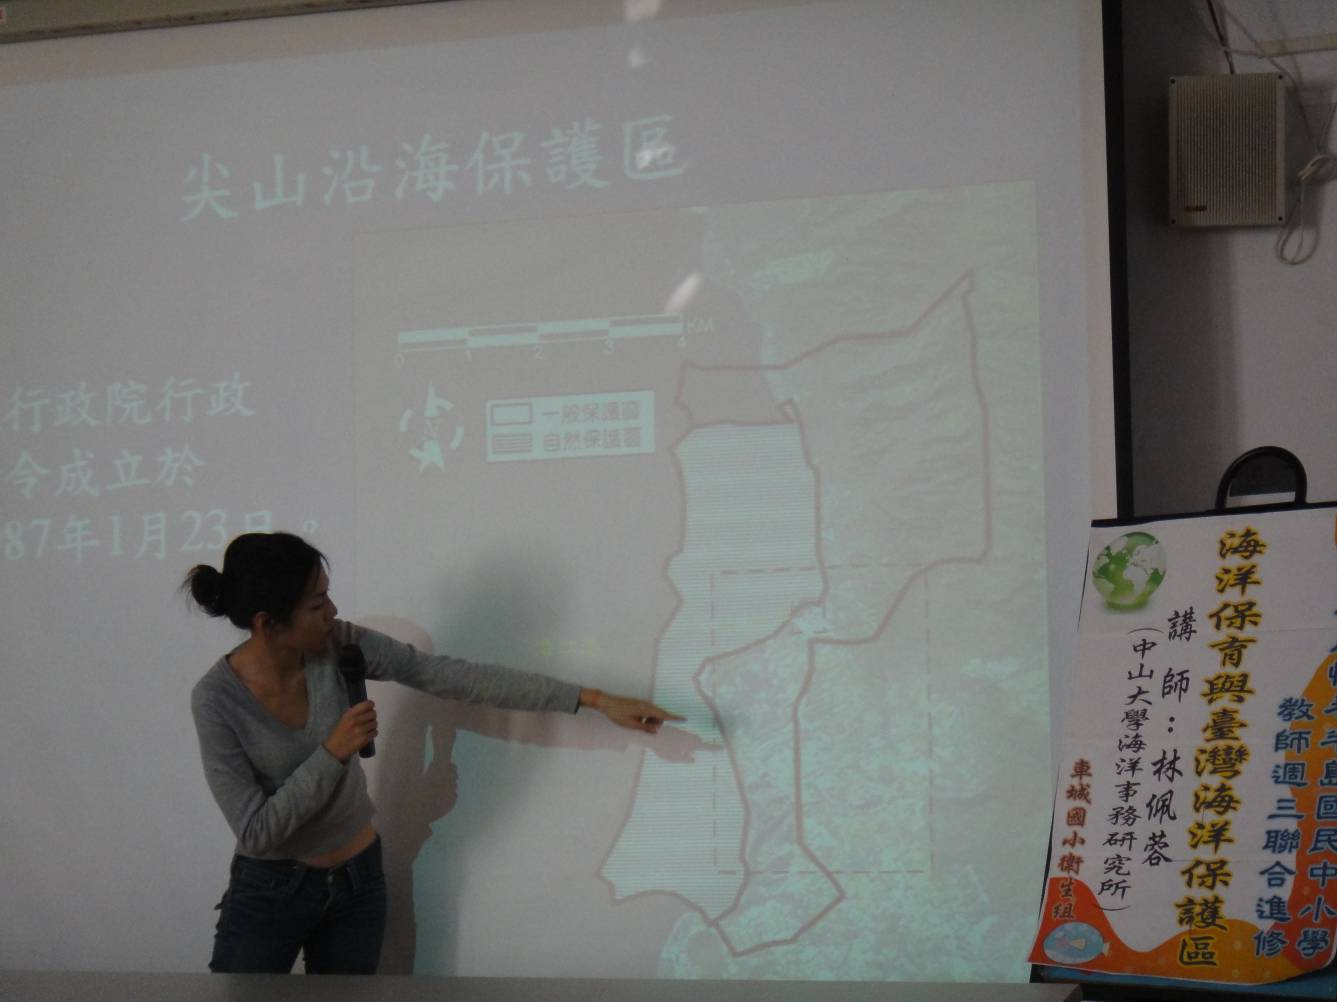 尖山沿海保護區
行政院行政
令成立於
87年1月23日。
KM
0 1 2 3 4
一般保護區
自然保護區
教師週三聯合進修
海洋保育與臺灣海洋保護區
講師：林佩蓉
（中山大學海洋事務研究所）
車城國小衛生組